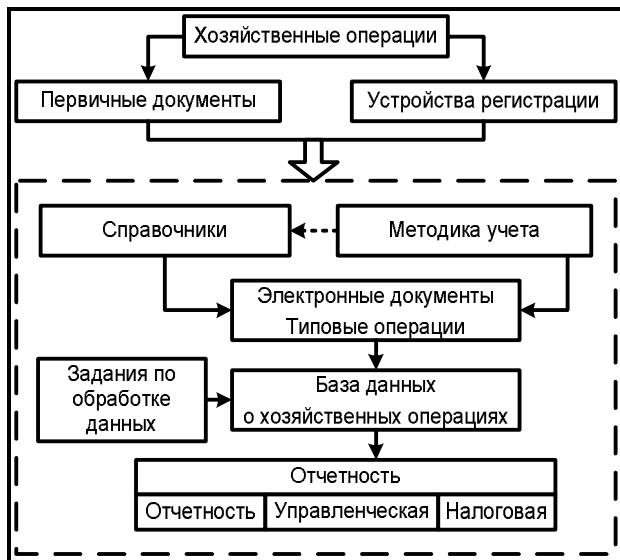 Хозяйственные операции
Первичные документы
Устройства регистрации
Справочники
Методика учета
Электронные документы
Типовые операции
Задания по
обработке
данных
База данных
о хозяйственных операциях
Отчетность
Отчетность
Управленческая
Налоговая